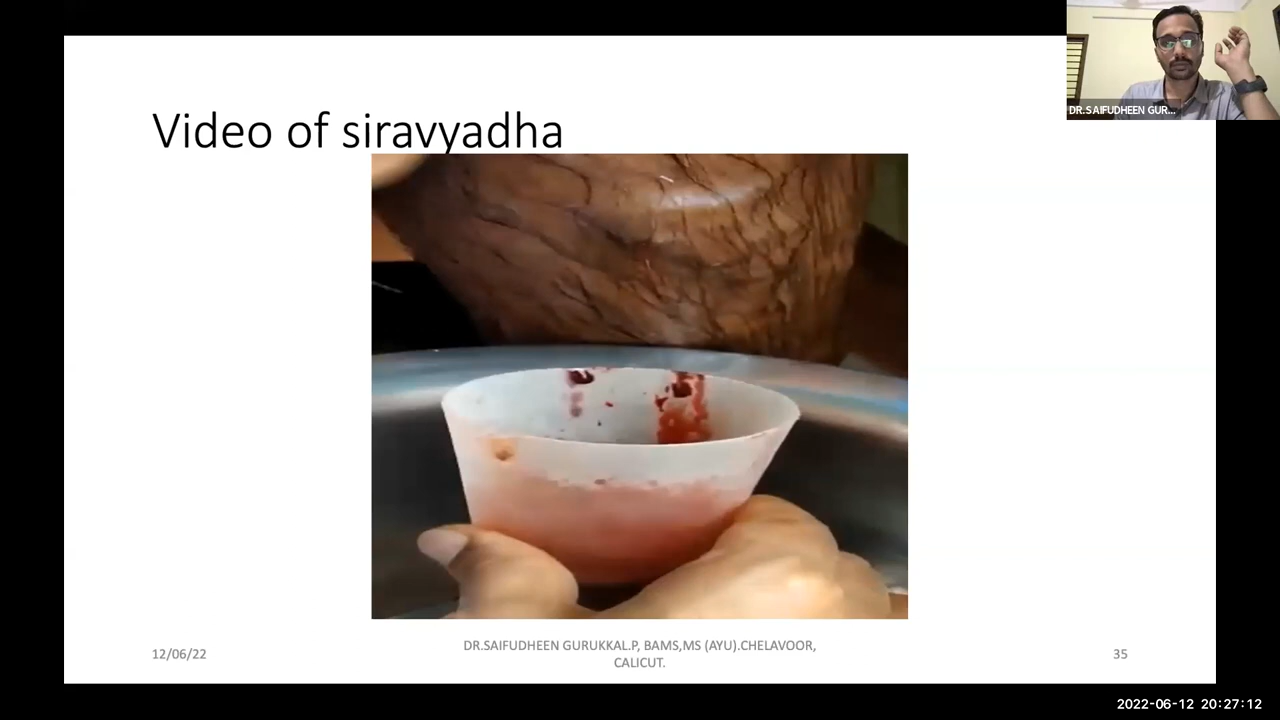 DR.SAIFUDHEEN GUR...
Video of siravyadha
12/06/22
DR.SAIFUDHEEN GURUKKAL.P, BAMS,MS (AYU).CHELAVOOR,
CALICUT.
35
2022-06-12 20:27:12